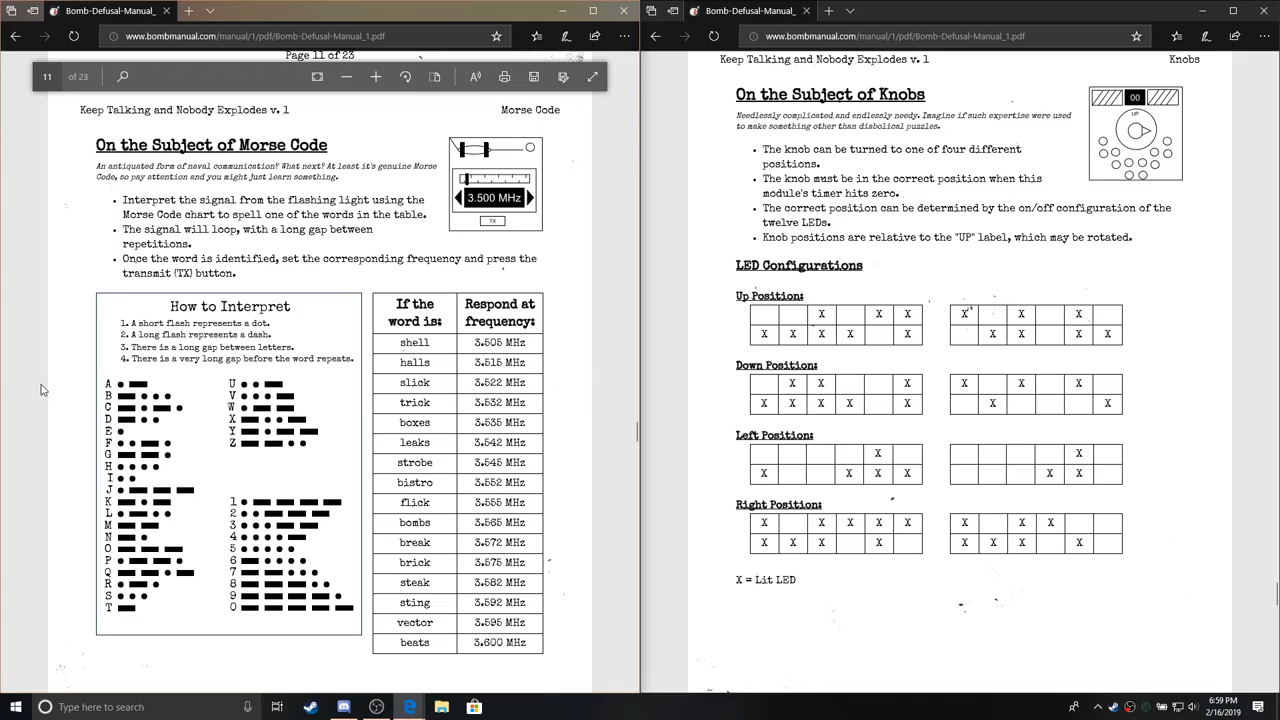 Bomb-Defusal-Manual_
www.bombmanual.com/manual/1/pdf/Bomb-Defusal-Manual_1.pdf
Page 11 of 23
11 of 23
Keep Talking and Nobody Explodes v. 1 Morse Code
On the Subject of Morse Code
An antiquated form of naval communication? What next? At least it's genuine Morse
Code, so pay attention and you might just learn something.
3.500 MHz
TX
• Interpret the signal from the flashing light using the
Morse Code chart to spell one of the words in the table.
• The signal will loop, with a long gap between
repetitions.
• Once the word is identified, set the corresponding frequency and press the
transmit (TX) button.
How to Interpret
1. A short flash represents a dot.
2. A long flash represents a dash.
3. There is a long gap between letters.
4. There is a very long gap before the word repeats.
A
B
C
D
E
F
G
H
I
J
K
L
M
N
O
P
Q
R
S
T
U
V
W
X
Y
Z
1
2
3
4
5
6
7
8
9
0
If the word is: Respond at frequency:
shell 3.505 MHz
halls 3.515 MHz
slick 3.522 MHz
trick 3.532 MHz
boxes 3.535 MHz
leaks 3.542 MHz
strobe 3.545 MHz
bistro 3.552 MHz
flick 3.555 MHz
bombs 3.565 MHz
break 3.572 MHz
brick 3.575 MHz
steak 3.582 MHz
sting 3.592 MHz
vector 3.595 MHz
beats 3.600 MHz
Bomb-Defusal-Manual_
www.bombmanual.com/manual/1/pdf/Bomb-Defusal-Manual_1.pdf
Keep Talking and Nobody Explodes v. 1 Knobs
On the Subject of Knobs
Needlessly complicated and endlessly needy. Imagine if such expertise were used
to make something other than diabolical puzzles.
00
UP
• The knob can be turned to one of four different
positions.
• The knob must be in the correct position when this
module's timer hits zero.
• The correct position can be determined by the on/off configuration of the
twelve LEDs.
• Knob positions are relative to the "UP" label, which may be rotated.
LED Configurations
Up Position:
X X X X X X
X X X X X X X X X
Down Position:
X X X X X X
X X X X X X X
Left Position:
X X
X X X X X X
Right Position:
X X X X X X X X
X X X X X X X X
X = Lit LED
Type here to search
6:59 PM
2/16/2019